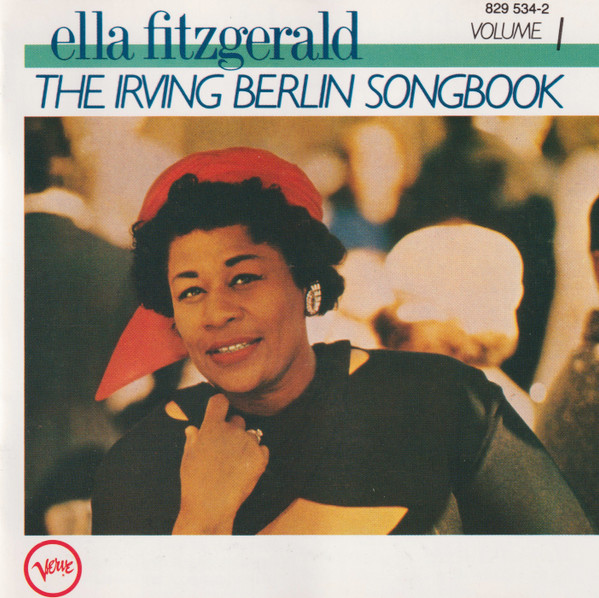 829 534-2
ella fitzgerald
VOLUME 1
THE IRVING BERLIN SONGBOOK
Verve